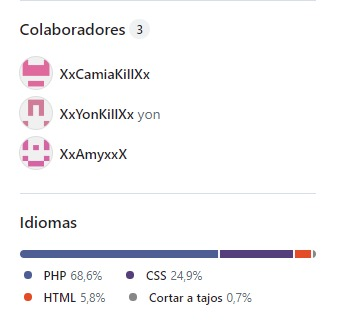 Colaboradores 3
XxCamiaKillXx
XxYonKillXx yon
XxAmyxxX
Idiomas
PHP 68,6% CSS 24,9%
HTML 5,8% Cortar a tajos 0,7%